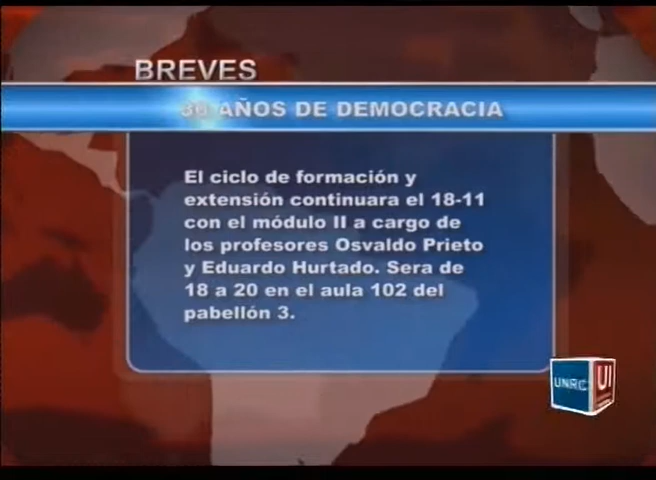 BREVES
30 AÑOS DE DEMOCRACIA
El ciclo de formación y
extensión continuara el 18-11
con el módulo II a cargo de
los profesores Osvaldo Prieto
y Eduardo Hurtado. Sera de
18 a 20 en el aula 102 del
pabellón 3.
UNRC UI